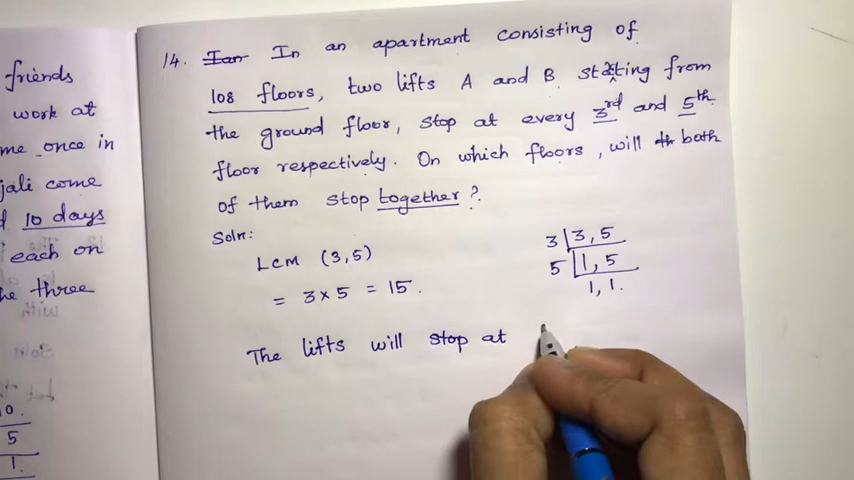 friends
work at
me once in
jali come
10 days
each on
three
10.
5
1.
14. In an apartment consisting of
108 floors, two lifts A and B starting from
the ground floor, stop at every 3rd and 5th
floor respectively. On which floors, will both
of them stop together?
Soln:
LCM (3,5)
= 3 × 5 = 15.
3 | 3, 5
5 | 1, 5
1, 1.
The lifts will stop at